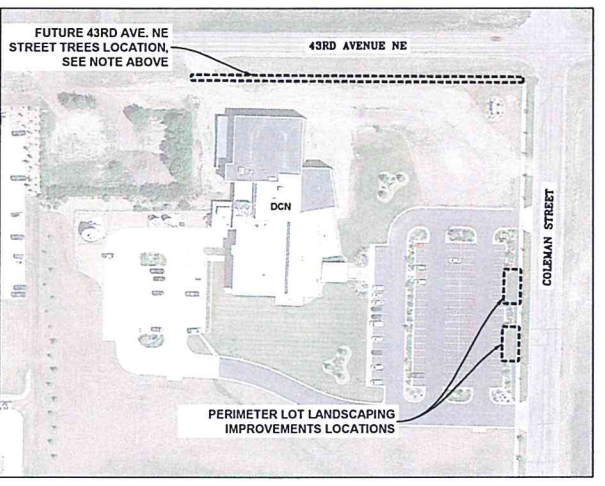 FUTURE 43RD AVE. NE
STREET TREES LOCATION,
SEE NOTE ABOVE
43RD AVENUE NE
DCN
COLEMAN STREET
PERIMETER LOT LANDSCAPING
IMPROVEMENTS LOCATIONS